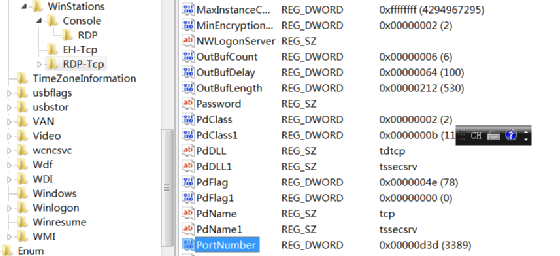 WinStations
Console
RDP
EH-Tcp
RDP-Tcp
TimeZoneInformation
usbflags
usbstor
VAN
Video
wcncsvc
Wdf
WDI
Windows
Winlogon
Winresume
WMI
Enum
MaxInstanceC... REG_DWORD 0xffffffff (4294967295)
MinEncryption... REG_DWORD 0x00000002 (2)
NWLogonServer REG_SZ
OutBufCount REG_DWORD 0x00000006 (6)
OutBufDelay REG_DWORD 0x00000064 (100)
OutBufLength REG_DWORD 0x00000212 (530)
Password REG_SZ
PdClass REG_DWORD 0x00000002 (2)
PdClass1 REG_DWORD 0x0000000b (11
CH
PdDLL REG_SZ tdtcp
PdDLL1 REG_SZ tssecsrv
PdFlag REG_DWORD 0x0000004e (78)
PdFlag1 REG_DWORD 0x00000000 (0)
PdName REG_SZ tcp
PdName1 REG_SZ tssecsrv
PortNumber REG_DWORD 0x00000d3d (3389)